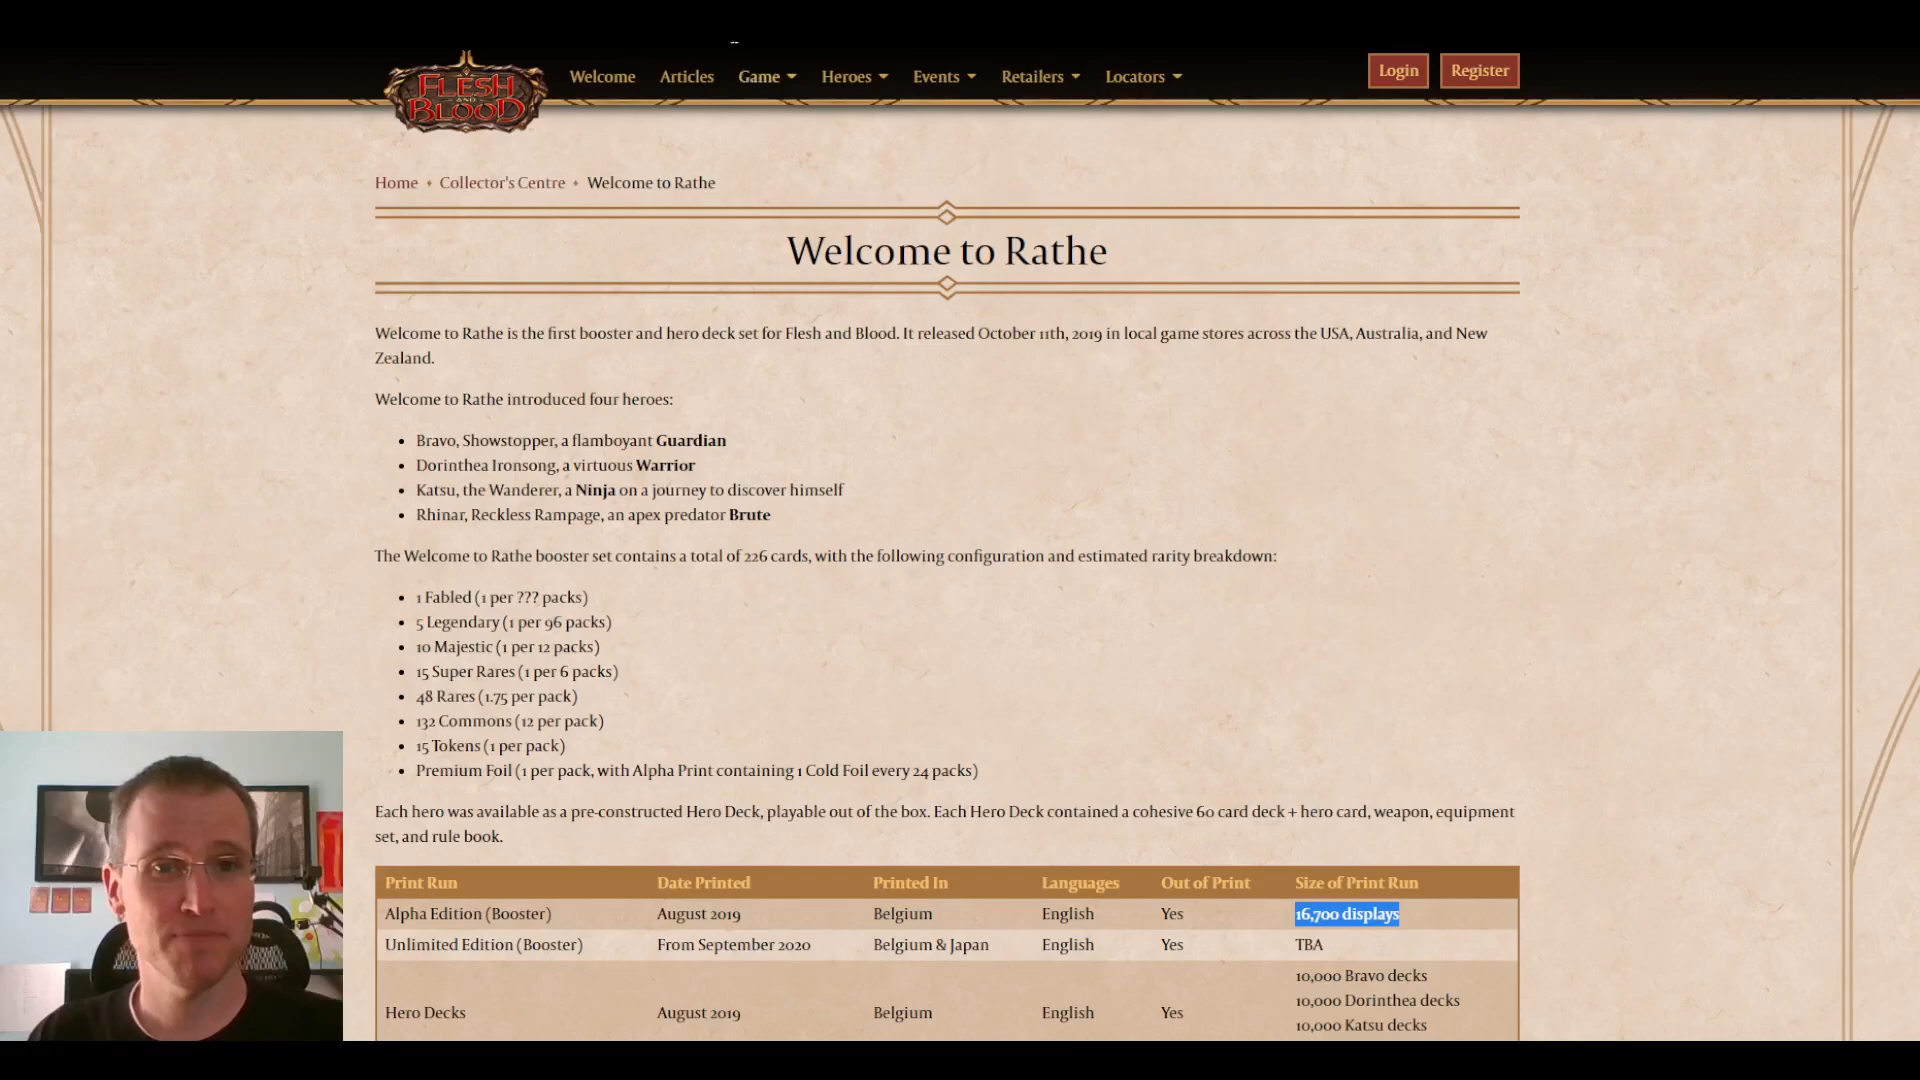 FLESH AND BLOOD
Welcome Articles Game Heroes Events Retailers Locators Login Register
Home Collector's Centre Welcome to Rathe
Welcome to Rathe
Welcome to Rathe is the first booster and hero deck set for Flesh and Blood. It released October 11th, 2019 in local game stores across the USA, Australia, and New
Zealand.
Welcome to Rathe introduced four heroes:
• Bravo, Showstopper, a flamboyant Guardian
• Dorinthea Ironsong, a virtuous Warrior
• Katsu, the Wanderer, a Ninja on a journey to discover himself
• Rhinar, Reckless Rampage, an apex predator Brute
The Welcome to Rathe booster set contains a total of 226 cards, with the following configuration and estimated rarity breakdown:
• 1 Fabled (1 per ??? packs)
• 5 Legendary (1 per 96 packs)
• 10 Majestic (1 per 12 packs)
• 15 Super Rares (1 per 6 packs)
• 48 Rares (1.75 per pack)
• 132 Commons (12 per pack)
• 15 Tokens (1 per pack)
• Premium Foil (1 per pack, with Alpha Print containing 1 Cold Foil every 24 packs)
Each hero was available as a pre-constructed Hero Deck, playable out of the box. Each Hero Deck contained a cohesive 60 card deck + hero card, weapon, equipment
set, and rule book.
Print Run Date Printed Printed In Languages Out of Print Size of Print Run
Alpha Edition (Booster) August 2019 Belgium English Yes 16,700 displays
Unlimited Edition (Booster) From September 2020 Belgium & Japan English Yes TBA
10,000 Bravo decks
10,000 Dorinthea decks
Hero Decks August 2019 Belgium English Yes
10,000 Katsu decks